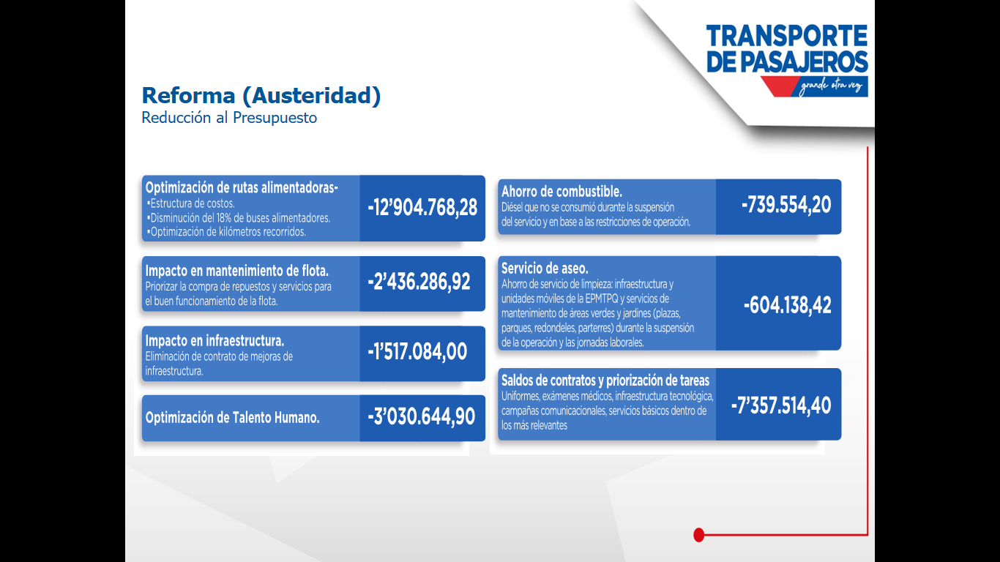 TRANSPORTE
DE PASAJEROS
grande otra vez
Reforma (Austeridad)
Reducción al Presupuesto
Optimización de rutas alimentadoras-
▪Estructura de costos.
▪Disminución del 18% de buses alimentadores.
▪Optimización de kilómetros recorridos.
-12’904.768,28
Impacto en mantenimiento de flota.
Priorizar la compra de repuestos y servicios para
el buen funcionamiento de la flota.
-2’436.286,92
Impacto en infraestructura.
Eliminación de contrato de mejoras de
infraestructura.
-1’517.084,00
Optimización de Talento Humano.
-3’030.644,90
Ahorro de combustible.
Diésel que no se consumió durante la suspensión
del servicio y en base a las restricciones de operación.
-739.554,20
Servicio de aseo.
Ahorro de servicio de limpieza: infraestructura y
unidades móviles de la EPMTPQ y servicios de
mantenimiento de áreas verdes y jardines (plazas,
parques, redondeles, parterres) durante la suspensión
de la operación y las jornadas laborales.
-604.138,42
Saldos de contratos y priorización de tareas
Uniformes, exámenes médicos, infraestructura tecnológica,
campañas comunicacionales, servicios básicos dentro de
los más relevantes
-7’357.514,40